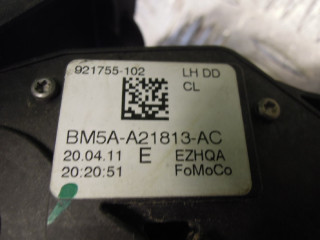 921755-102 LH DD
CL
BM5A-A21813-AC
20.04.11 E EZHQA
20:20:51 FoMoCo